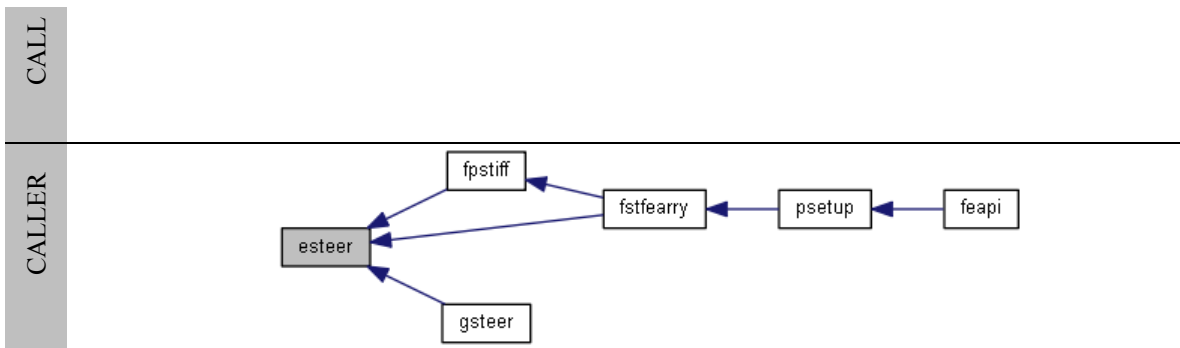 CALL
CALLER
fpstiff
fstfearry
psetup
feapi
esteer
gsteer